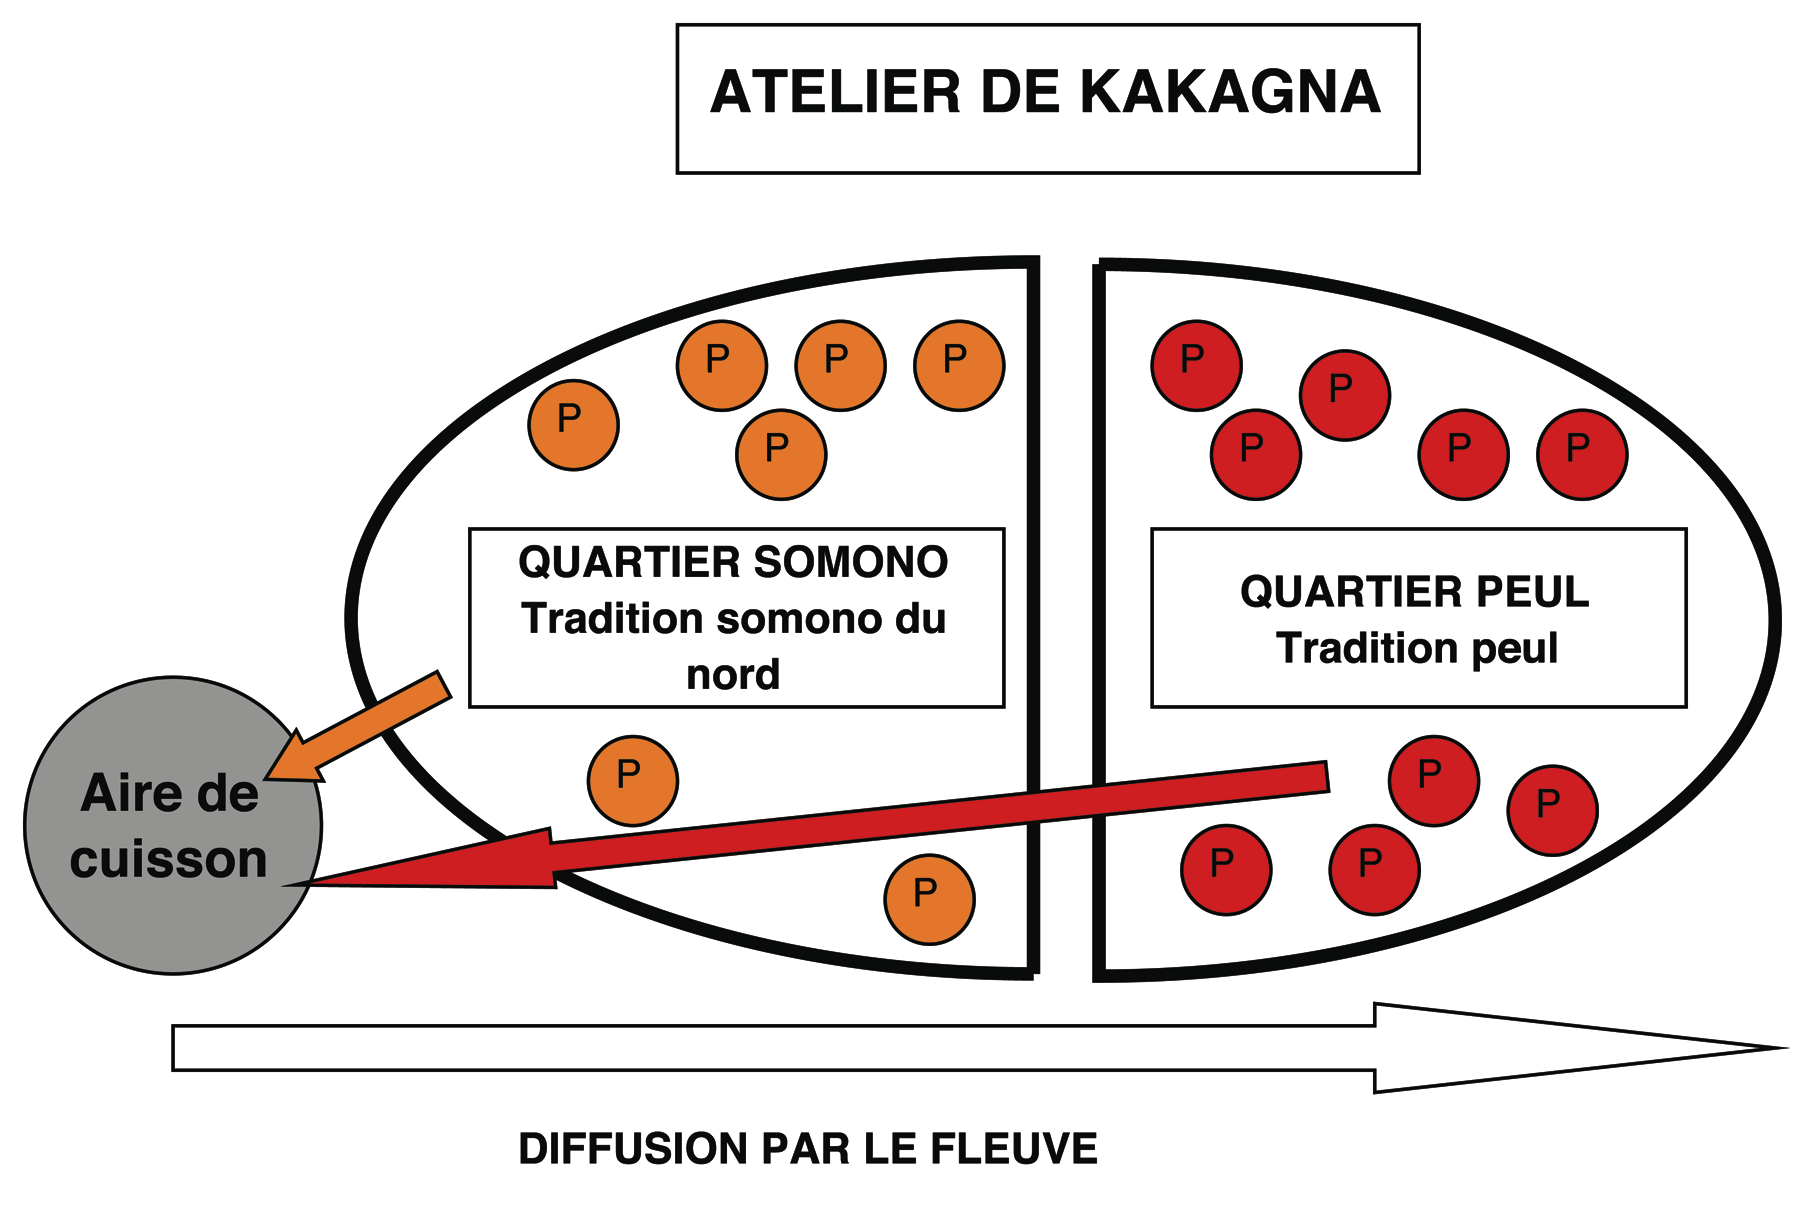 ATELIER DE KAKAGNA
P
P
P
P
P
P
P
P
P
P
QUARTIER SOMONO
Tradition somono du
nord
QUARTIER PEUL
Tradition peul
Aire de
cuisson
P
P
P
P
P
P
DIFFUSION PAR LE FLEUVE